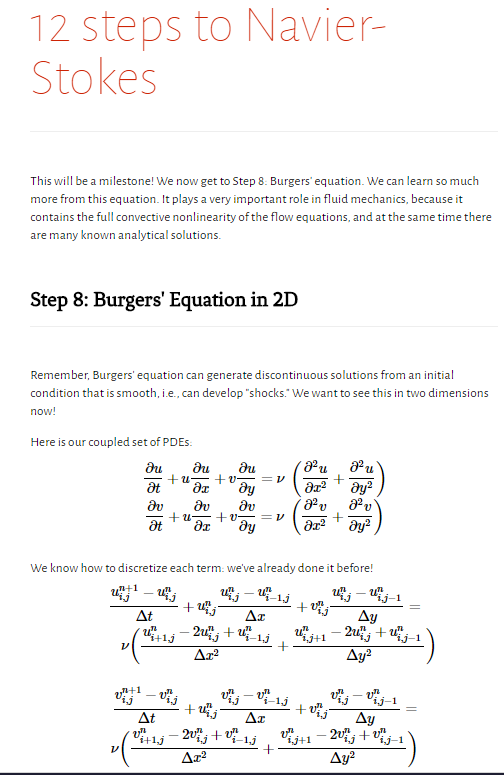 12 steps to Navier-
Stokes
This will be a milestone! We now get to Step 8: Burgers' equation. We can learn so much
more from this equation. It plays a very important role in fluid mechanics, because it
contains the full convective nonlinearity of the flow equations, and at the same time there
are many known analytical solutions.
Step 8: Burgers' Equation in 2D
Remember, Burgers' equation can generate discontinuous solutions from an initial
condition that is smooth, i.e., can develop "shocks." We want to see this in two dimensions
now!
Here is our coupled set of PDEs:
\frac{\partial u}{\partial t} + u \frac{\partial u}{\partial x} + v \frac{\partial u}{\partial y} = \nu \left( \frac{\partial^2 u}{\partial x^2} + \frac{\partial^2 u}{\partial y^2} \right)
\frac{\partial v}{\partial t} + u \frac{\partial v}{\partial x} + v \frac{\partial v}{\partial y} = \nu \left( \frac{\partial^2 v}{\partial x^2} + \frac{\partial^2 v}{\partial y^2} \right)
We know how to discretize each term: we've already done it before!
\frac{u_{i,j}^{n+1} - u_{i,j}^n}{\Delta t} + u_{i,j}^n \frac{u_{i,j}^n - u_{i-1,j}^n}{\Delta x} + v_{i,j}^n \frac{u_{i,j}^n - u_{i,j-1}^n}{\Delta y} =
\nu \left( \frac{u_{i+1,j}^n - 2u_{i,j}^n + u_{i-1,j}^n}{\Delta x^2} + \frac{u_{i,j+1}^n - 2u_{i,j}^n + u_{i,j-1}^n}{\Delta y^2} \right)
\frac{v_{i,j}^{n+1} - v_{i,j}^n}{\Delta t} + u_{i,j}^n \frac{v_{i,j}^n - v_{i-1,j}^n}{\Delta x} + v_{i,j}^n \frac{v_{i,j}^n - v_{i,j-1}^n}{\Delta y} =
\nu \left( \frac{v_{i+1,j}^n - 2v_{i,j}^n + v_{i-1,j}^n}{\Delta x^2} + \frac{v_{i,j+1}^n - 2v_{i,j}^n + v_{i,j-1}^n}{\Delta y^2} \right)